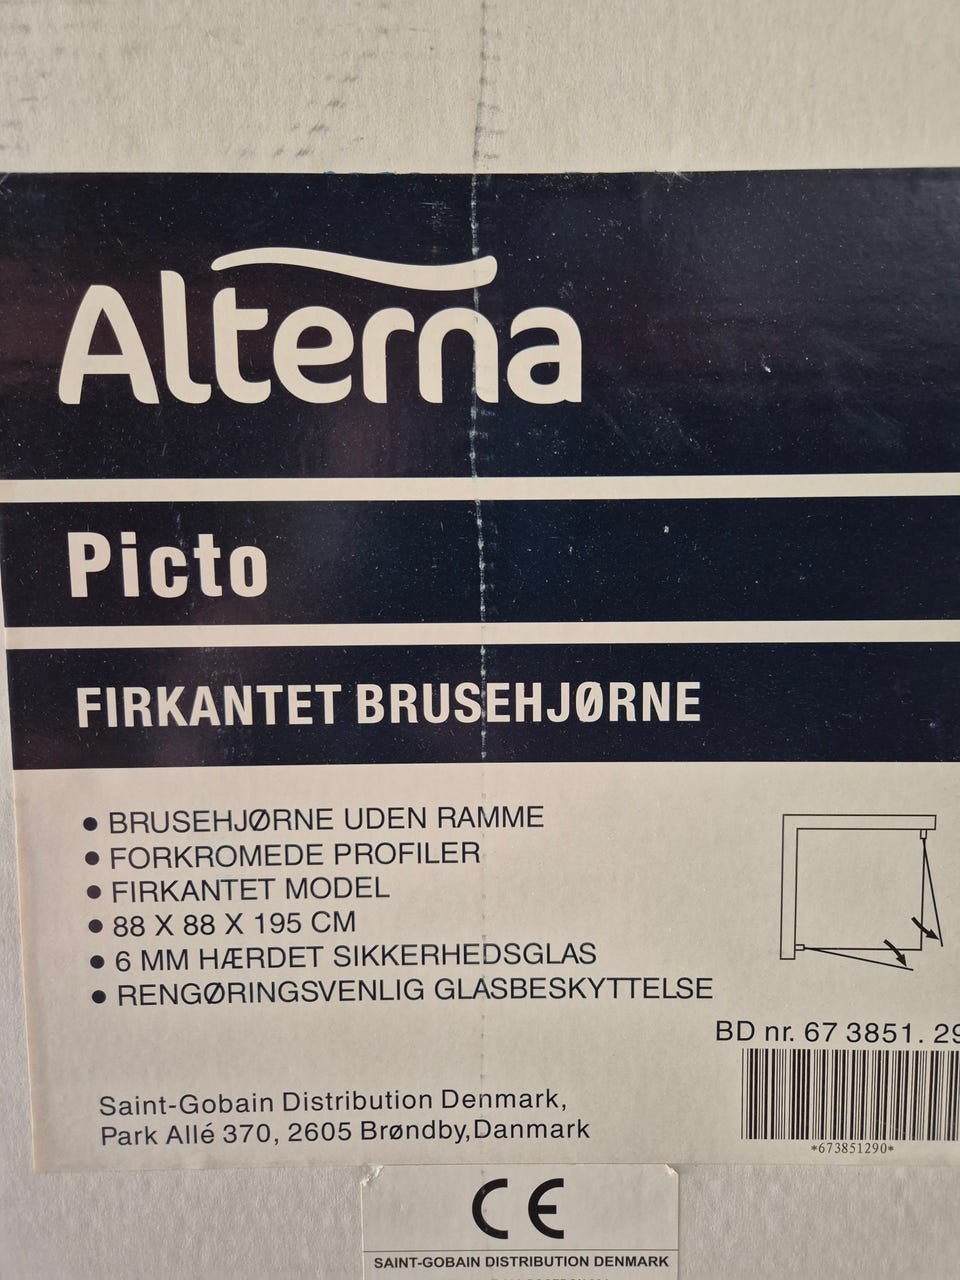 Alterna
Picto
FIRKANTET BRUSEHJØRNE
• BRUSEHJØRNE UDEN RAMME
• FORKROMEDE PROFILER
• FIRKANTET MODEL
• 88 X 88 X 195 CM
• 6 MM HÆRDET SIKKERHEDSGLAS
• RENGØRINGSVENLIG GLASBESKYTTELSE
BD nr. 67 3851. 29
*673851290*
Saint-Gobain Distribution Denmark,
Park Allé 370, 2605 Brøndby,Danmark
CE
SAINT-GOBAIN DISTRIBUTION DENMARK